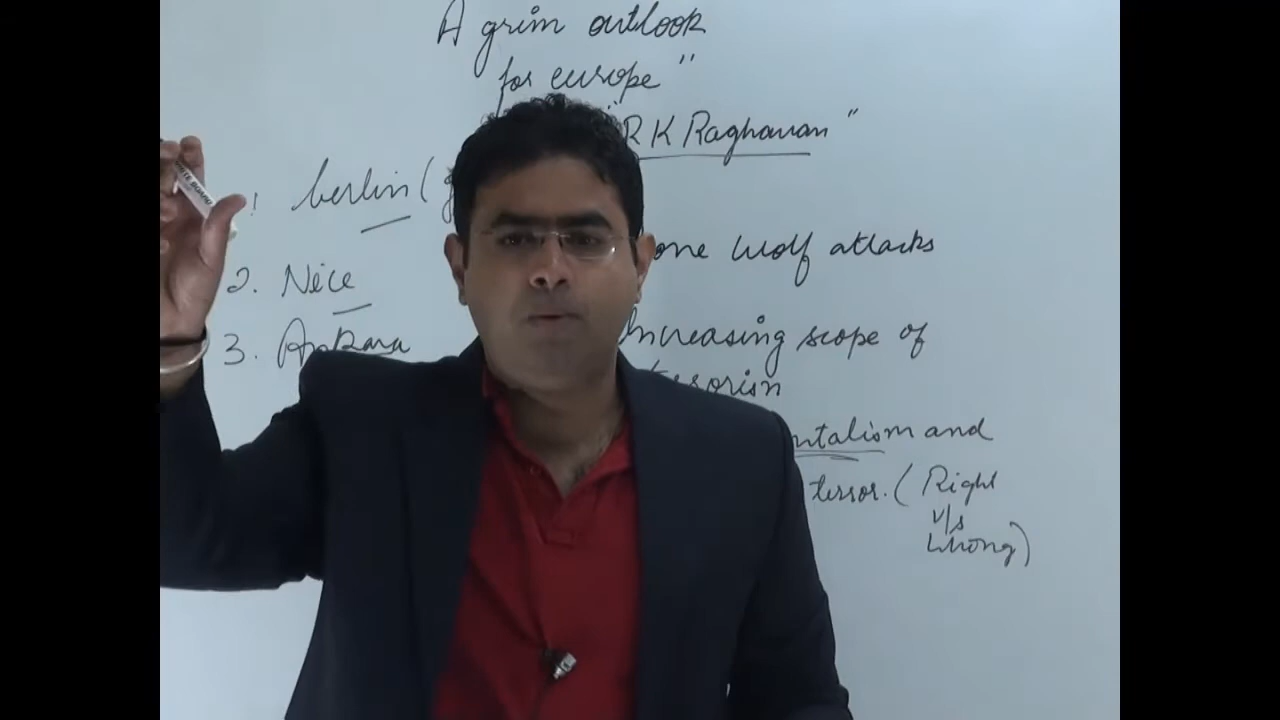 A grim outlook
for europe"
"R K Raghavan"
1. berlin (
2. Nice
3. Ankara
one wolf attacks
Increasing scope of
terrorism
ntalism and
terror. ( Right
v/s
Wrong)